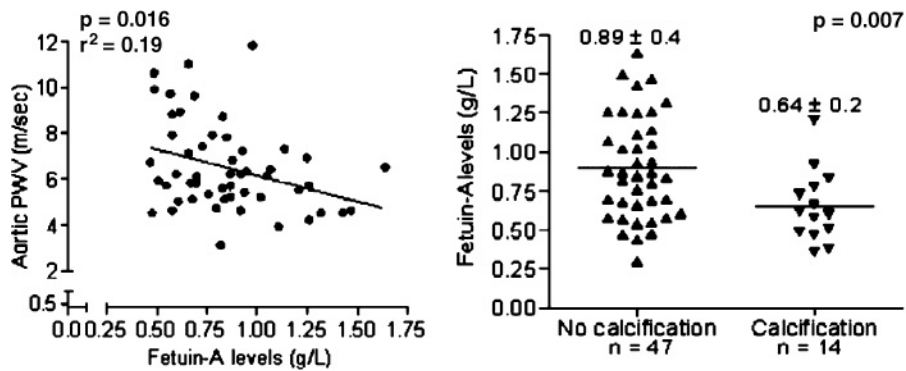 p = 0.016
r² = 0.19
12
10
8
6
4
2
0.5
Aortic PWV (m/sec)
0.00 0.25 0.50 0.75 1.00 1.25 1.50 1.75
Fetuin-A levels (g/L)
p = 0.007
0.89 ± 0.4
0.64 ± 0.2
1.75
1.50
1.25
1.00
0.75
0.50
0.25
0.00
Fetuin-Alevels (g/L)
No calcification Calcification
n = 47 n = 14